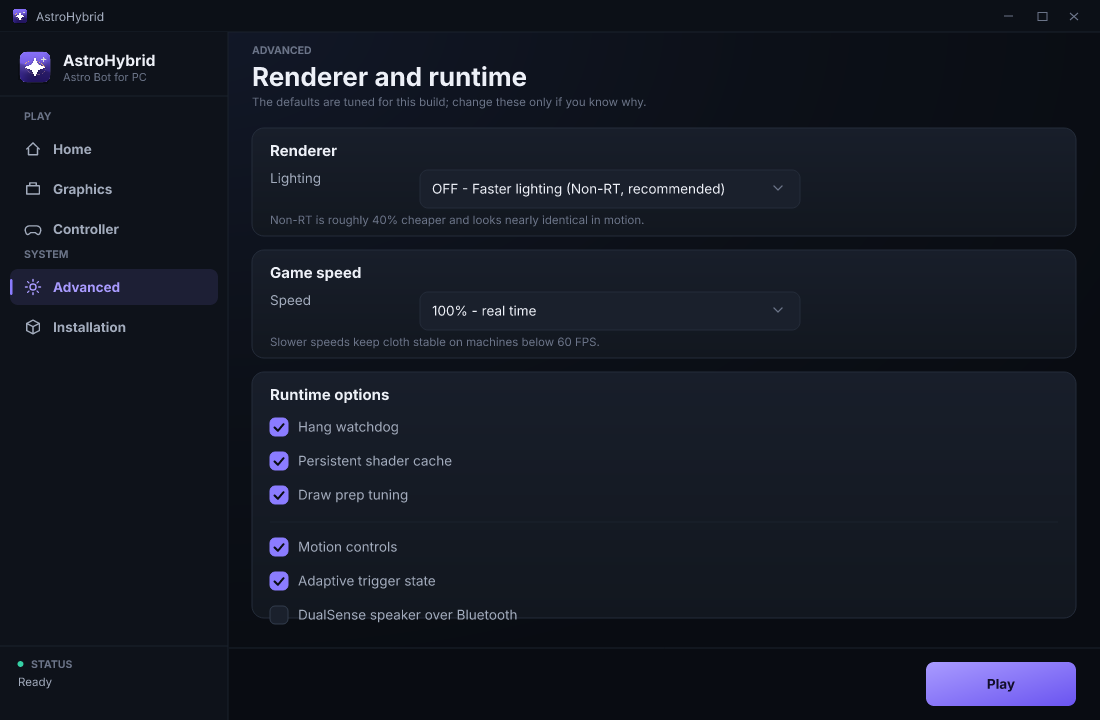 AstroHybrid
AstroHybrid
Astro Bot for PC
PLAY
Home
Graphics
Controller
SYSTEM
Advanced
Installation
STATUS
Ready
ADVANCED
Renderer and runtime
The defaults are tuned for this build; change these only if you know why.
Renderer
Lighting
OFF - Faster lighting (Non-RT, recommended)
Non-RT is roughly 40% cheaper and looks nearly identical in motion.
Game speed
Speed
100% - real time
Slower speeds keep cloth stable on machines below 60 FPS.
Runtime options
Hang watchdog
Persistent shader cache
Draw prep tuning
Motion controls
Adaptive trigger state
DualSense speaker over Bluetooth
Play